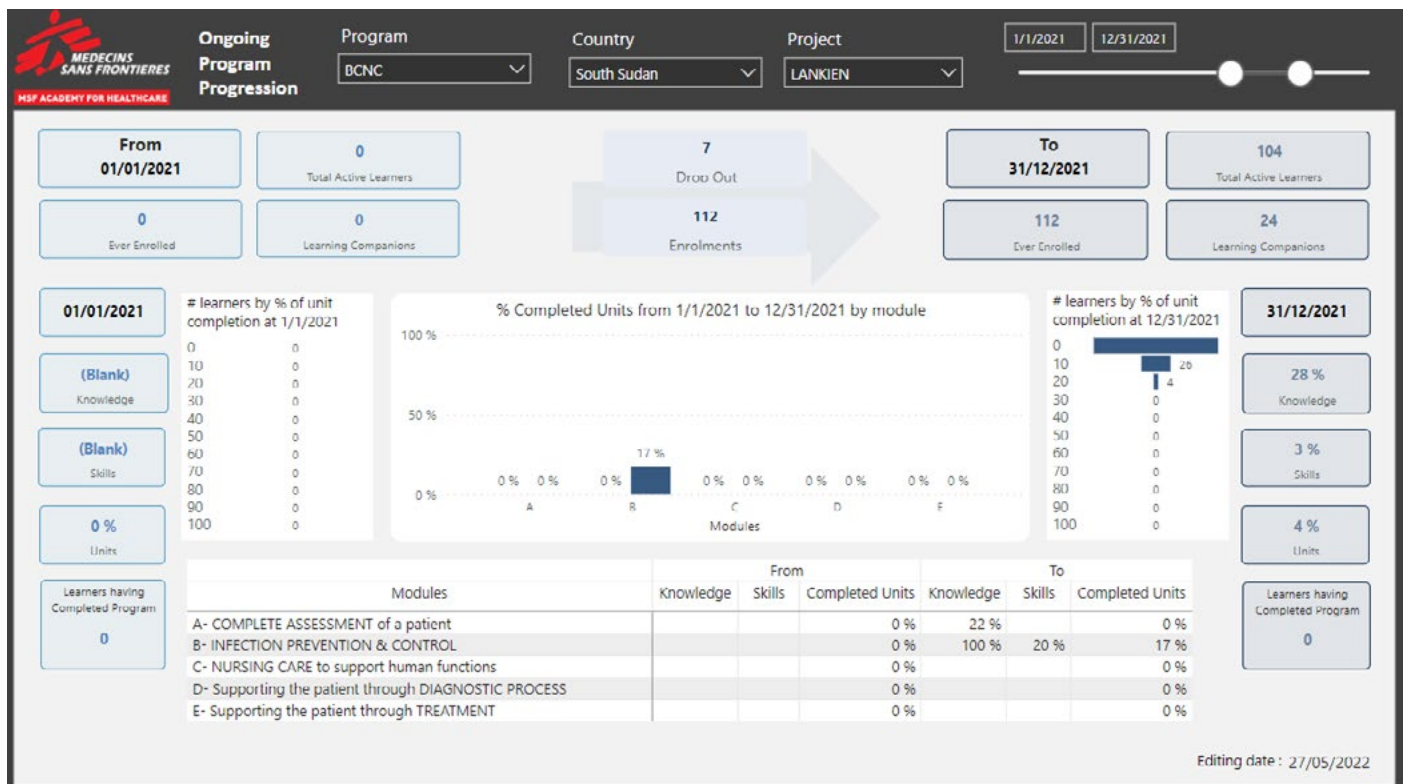 MEDECINS
SANS FRONTIERES
MSF ACADEMY FOR HEALTHCARE
Ongoing
Program
Progression
Program
BCNC
Country
South Sudan
Project
LANKIEN
1/1/2021 12/31/2021
From
01/01/2021
0
Total Active Learners
0
Ever Enrolled
0
Learning Companions
7
Drop Out
112
Enrolments
To
31/12/2021
104
Total Active Learners
112
Ever Enrolled
24
Learning Companions
01/01/2021
(Blank)
Knowledge
(Blank)
Skills
0 %
Units
Learners having
Completed Program
0
# learners by % of unit
completion at 1/1/2021
0 0
10 0
20 0
30 0
40 0
50 0
60 0
70 0
80 0
90 0
100 0
% Completed Units from 1/1/2021 to 12/31/2021 by module
100 %
50 %
0 %
0 % 0 % 0 % 17 % 0 % 0 % 0 % 0 % 0 % 0 %
A B C D E
Modules
# learners by % of unit
completion at 12/31/2021
0
10 26
20 4
30 0
40 0
50 0
60 0
70 0
80 0
90 0
100 0
31/12/2021
28 %
Knowledge
3 %
Skills
4 %
Units
Learners having
Completed Program
0
From To
Modules Knowledge Skills Completed Units Knowledge Skills Completed Units
A- COMPLETE ASSESSMENT of a patient 0 % 22 % 0 %
B- INFECTION PREVENTION & CONTROL 0 % 100 % 20 % 17 %
C- NURSING CARE to support human functions 0 % 0 %
D- Supporting the patient through DIAGNOSTIC PROCESS 0 % 0 %
E- Supporting the patient through TREATMENT 0 % 0 %
Editing date : 27/05/2022